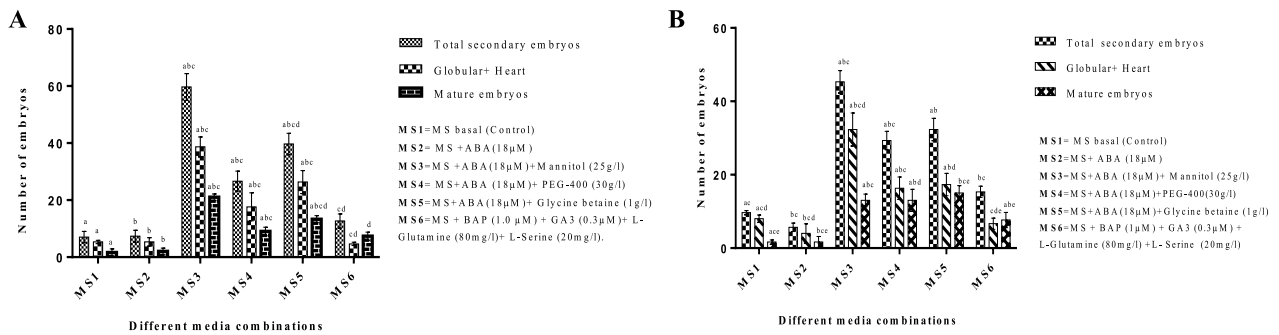 A
Number of embryos
80
60
40
20
0
a
a
a
b
b
b
abc
abc
abc
abc
abc
abc
abcd
abc
abcd
cd
cd
d
MS1
MS2
MS3
MS4
MS5
MS6
Different media combinations
Total secondary embryos
Globular+ Heart
Mature embryos
MS1=MS basal (Control)
MS2= MS +ABA (18μM)
MS3=MS +ABA (18μM)+Mannitol (25g/l)
MS4= MS+ABA (18μM)+ PEG-400 (30g/l)
MS5=MS+ABA (18μM)+ Glycine betaine (1g/l)
MS6=MS + BAP (1.0 μM) + GA3 (0.3μM)+ L-
Glutamine (80mg/l)+ L-Serine (20mg/l).
B
Number of embryos
60
40
20
0
ac
acd
ace
bc
bce
bce
abc
abcd
abc
abc
abc
abc
ab
abd
bce
bc
cde
abe
MS1
MS2
MS3
MS4
MS5
MS6
Different media combinations
Total secondary embryos
Globular+ Heart
Mature embryos
MS1= MS basal (Control)
MS2=MS+ ABA (18μM)
MS3=MS+ABA (18μM)+ Mannitol (25g/l)
MS4=MS+ABA (18μM)+PEG-400(30g/l)
MS5=MS+ABA (18μM)+Glycine betaine (1g/l)
MS6=MS + BAP (1μM) + GA3 (0.3μM) +
L-Glutamine (80mg/l) +L- Serine (20mg/l)